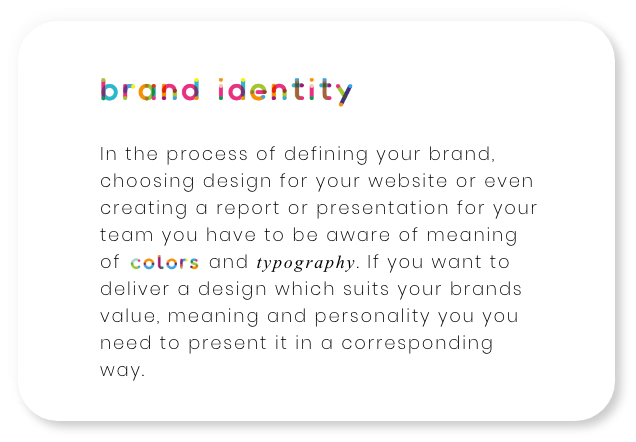 brand identity
In the process of defining your brand,
choosing design for your website or even
creating a report or presentation for your
team you have to be aware of meaning
of colors and typography. If you want to
deliver a design which suits your brands
value, meaning and personality you you
need to present it in a corresponding
way.